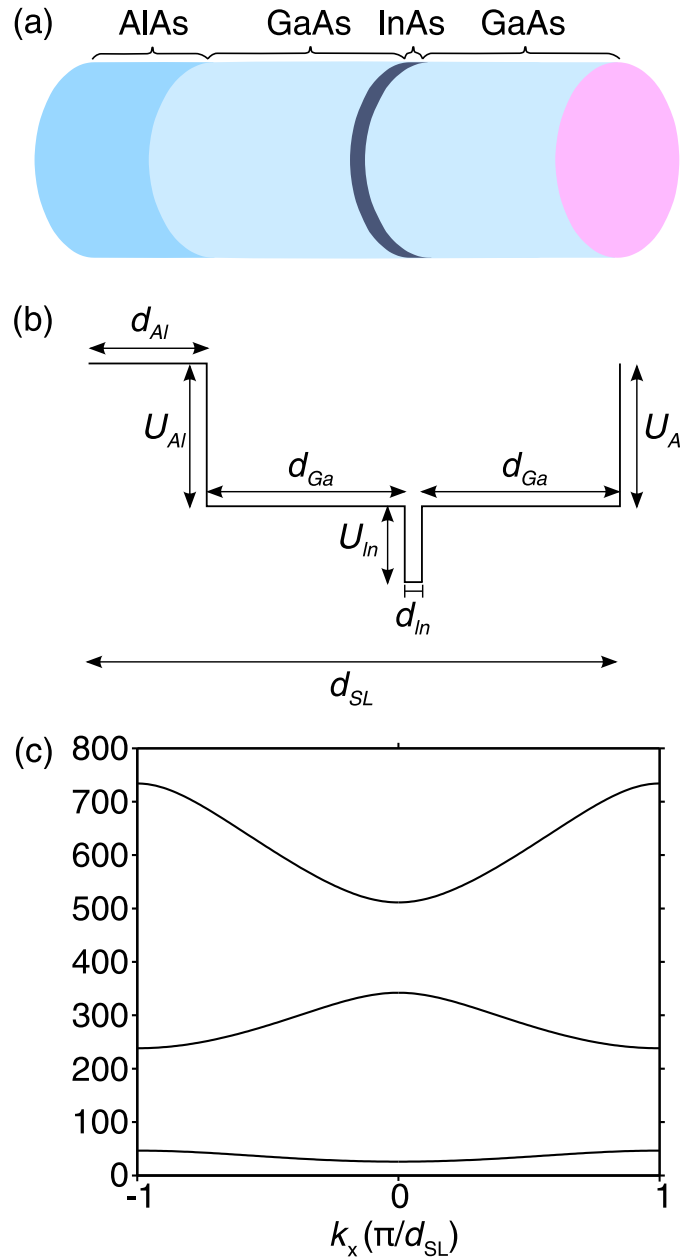 (a) AlAs GaAs InAs GaAs
(b)
d_Al
U_Al U_A
d_Ga d_Ga
U_In
d_In
d_SL
(c) 800
700
600
500
400
300
200
100
0
-1 0 1
k_x (π/d_SL)